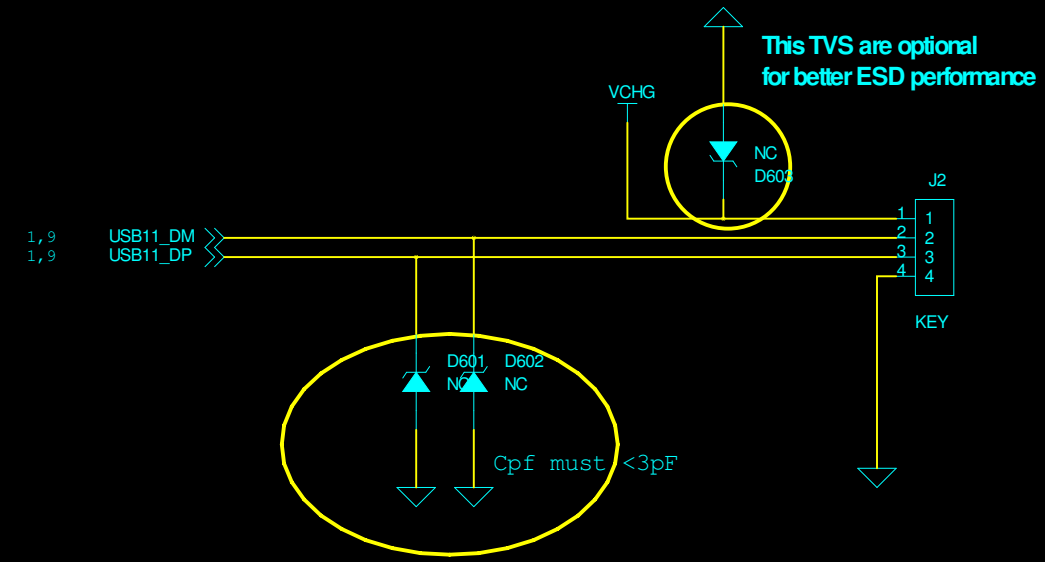 This TVS are optional
for better ESD performance
VCHG
NC
D603
J2
1 1
1,9 USB11_DM 2 2
1,9 USB11_DP 3 3
4 4
KEY
D601 D602
NC NC
Cpf must <3pF